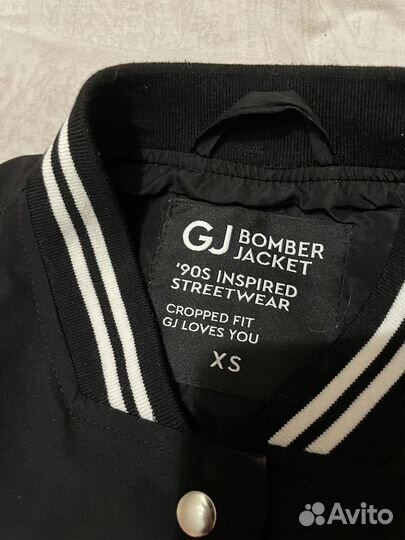 GJ BOMBER
JACKET
'90S INSPIRED
STREETWEAR
CROPPED FIT
GJ LOVES YOU
XS
Avito